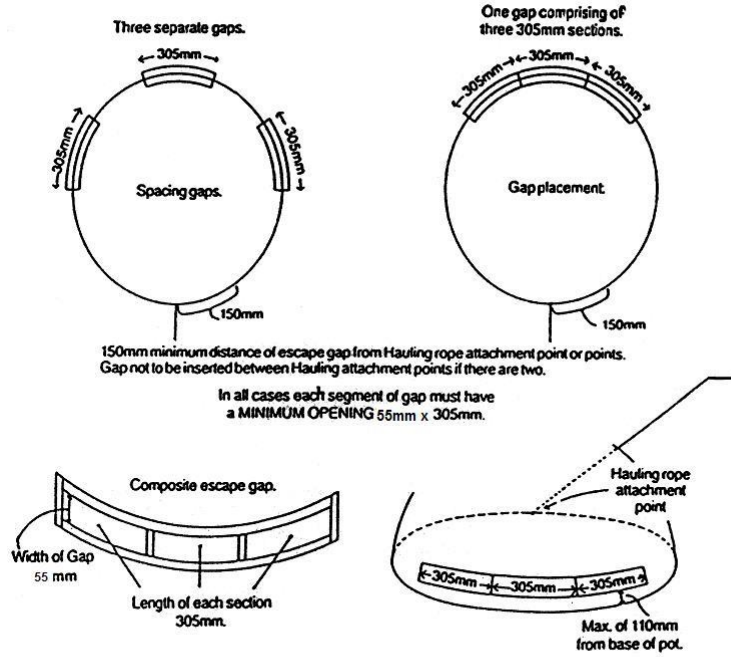 Three separate gaps.
305mm
305mm
305mm
Spacing gaps.
150mm
One gap comprising of
three 305mm sections.
305mm
305mm
305mm
Gap placement.
150mm
150mm minimum distance of escape gap from Hauling rope attachment point or points.
Gap not to be inserted between Hauling attachment points if there are two.
In all cases each segment of gap must have
a MINIMUM OPENING 55mm x 305mm.
Composite escape gap.
Width of Gap
55 mm
Length of each section
305mm.
Hauling rope
attachment
point
305mm
305mm
305mm
Max. of 110mm
from base of pot.